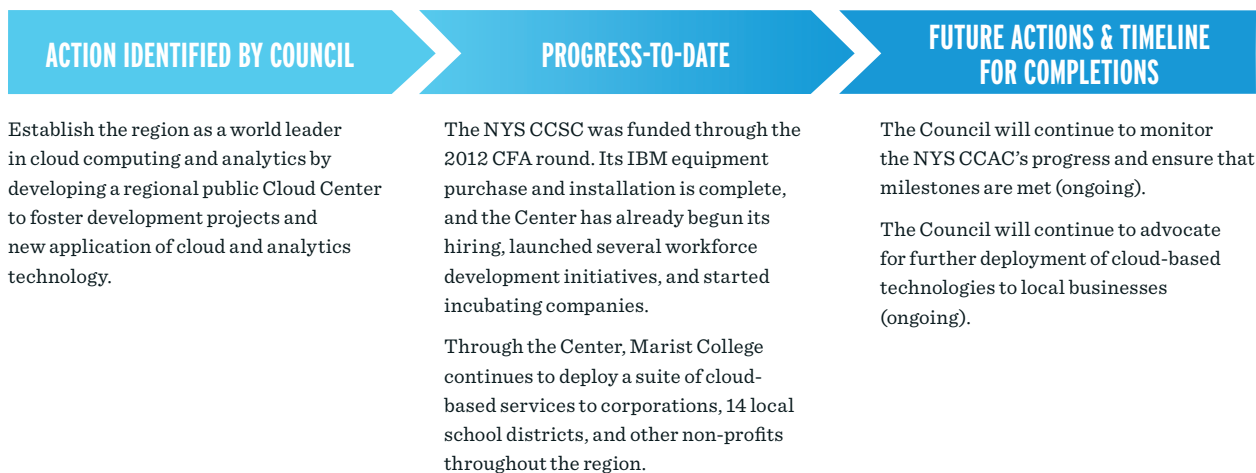 ACTION IDENTIFIED BY COUNCIL
Establish the region as a world leader
in cloud computing and analytics by
developing a regional public Cloud Center
to foster development projects and
new application of cloud and analytics
technology.
PROGRESS-TO-DATE
The NYS CCSC was funded through the
2012 CFA round. Its IBM equipment
purchase and installation is complete,
and the Center has already begun its
hiring, launched several workforce
development initiatives, and started
incubating companies.
Through the Center, Marist College
continues to deploy a suite of cloud-
based services to corporations, 14 local
school districts, and other non-profits
throughout the region.
FUTURE ACTIONS & TIMELINE
FOR COMPLETIONS
The Council will continue to monitor
the NYS CCAC's progress and ensure that
milestones are met (ongoing).
The Council will continue to advocate
for further deployment of cloud-based
technologies to local businesses
(ongoing).